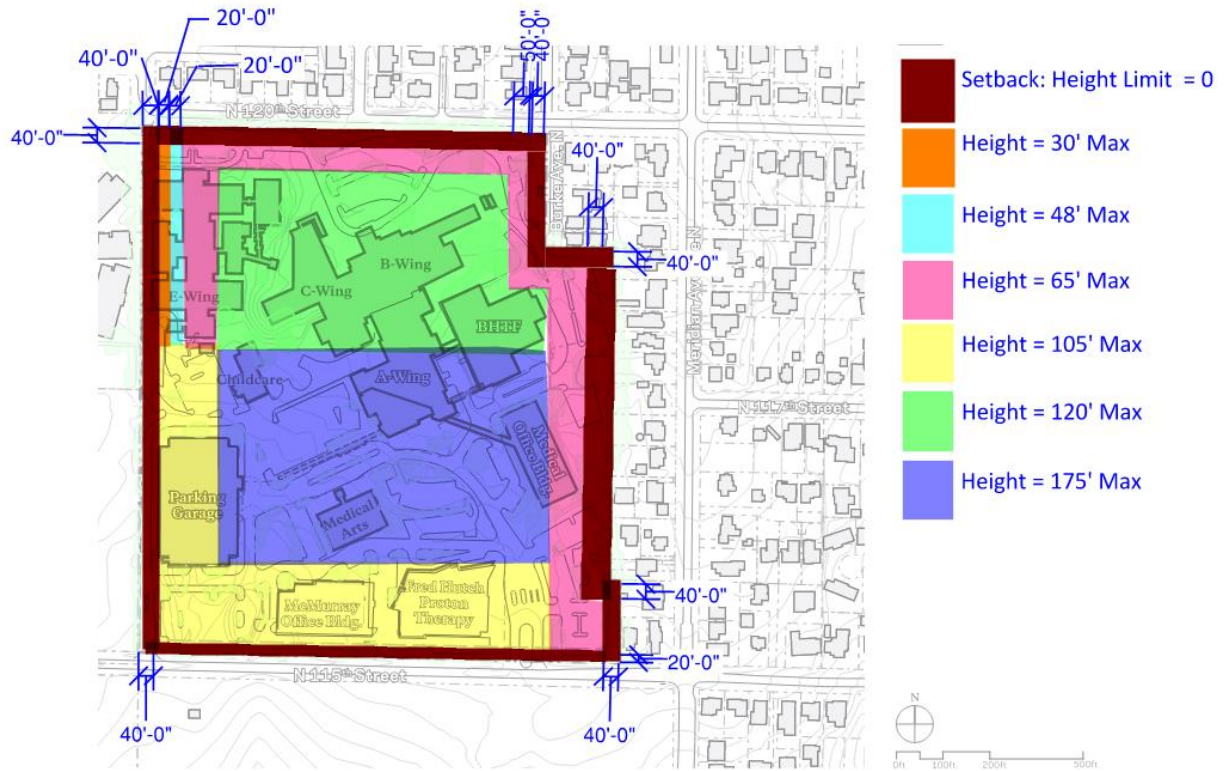 20'-0"
50'-0"
40'-0"
40'-0"
20'-0"
N 120th Street
40'-0"
40'-0"
Burke Ave N
40'-0"
Meridian Ave N
B-Wing
C-Wing
E-Wing
BHTF
Childcare
A-Wing
N 117th Street
Medical
Office Bldg.
Parking
Garage
Medical
Arts
Fred Hutch
Proton
Therapy
McMurray
Office Bldg.
40'-0"
20'-0"
N 115th Street
40'-0"
40'-0"
Setback: Height Limit = 0
Height = 30' Max
Height = 48' Max
Height = 65' Max
Height = 105' Max
Height = 120' Max
Height = 175' Max
N
0ft 100ft 200ft 500ft